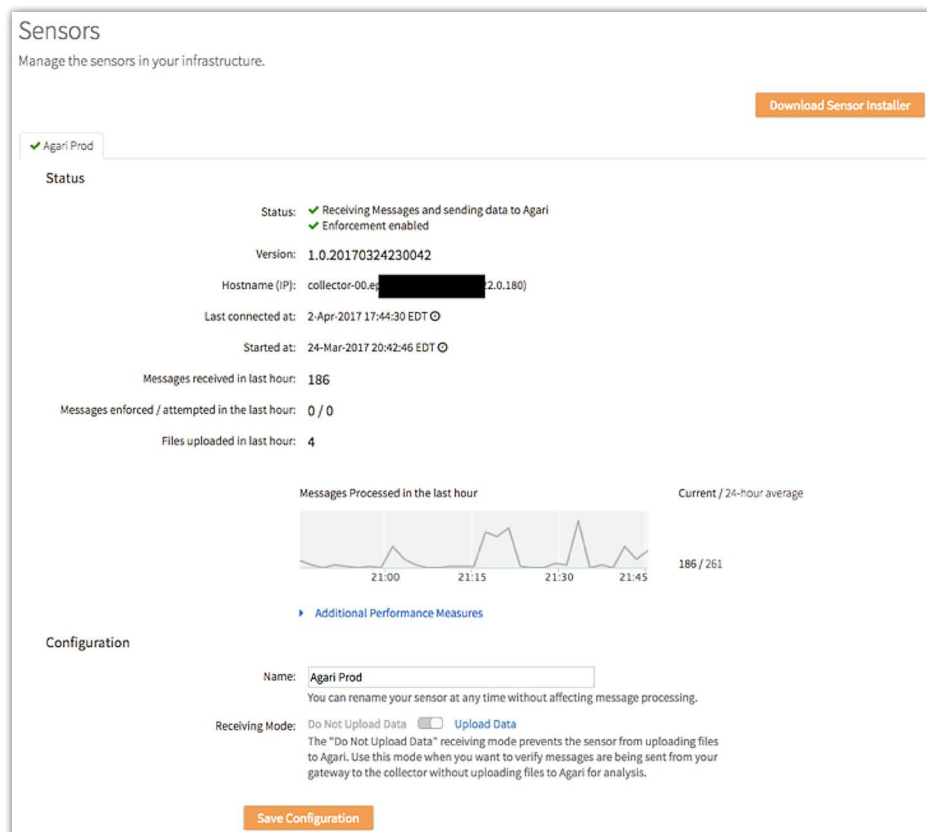 Sensors
Manage the sensors in your infrastructure.
Download Sensor Installer
Agari Prod
Status
Status: Receiving Messages and sending data to Agari
Enforcement enabled
Version: 1.0.20170324230042
Hostname (IP): collector-00.ep 2.0.180)
Last connected at: 2-Apr-2017 17:44:30 EDT
Started at: 24-Mar-2017 20:42:46 EDT
Messages received in last hour: 186
Messages enforced / attempted in the last hour: 0 / 0
Files uploaded in last hour: 4
Messages Processed in the last hour
Current / 24-hour average
186 / 261
21:00 21:15 21:30 21:45
Additional Performance Measures
Configuration
Name: Agari Prod
You can rename your sensor at any time without affecting message processing.
Receiving Mode: Do Not Upload Data Upload Data
The "Do Not Upload Data" receiving mode prevents the sensor from uploading files
to Agari. Use this mode when you want to verify messages are being sent from your
gateway to the collector without uploading files to Agari for analysis.
Save Configuration